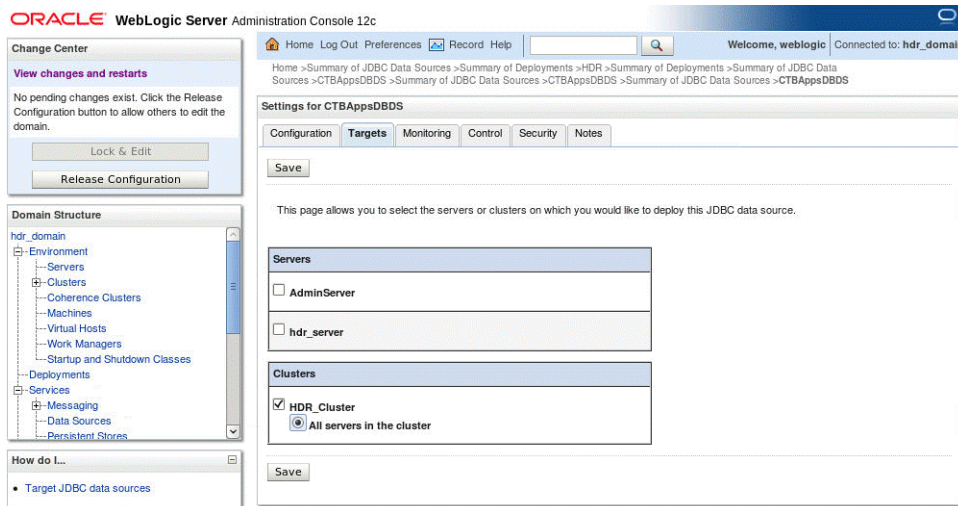 ORACLE WebLogic Server Administration Console 12c
Change Center
View changes and restarts
No pending changes exist. Click the Release
Configuration button to allow others to edit the
domain.
Lock & Edit
Release Configuration
Domain Structure
hdr_domain
Environment
Servers
Clusters
Coherence Clusters
Machines
Virtual Hosts
Work Managers
Startup and Shutdown Classes
Deployments
Services
Messaging
Data Sources
Persistent Stores
How do I...
Target JDBC data sources
Home Log Out Preferences Record Help
Welcome, weblogic Connected to: hdr_domai
Home >Summary of JDBC Data Sources >Summary of Deployments >HDR >Summary of Deployments >Summary of JDBC Data
Sources >CTBAppsDBDS >Summary of JDBC Data Sources >CTBAppsDBDS >Summary of JDBC Data Sources >CTBAppsDBDS
Settings for CTBAppsDBDS
Configuration Targets Monitoring Control Security Notes
Save
This page allows you to select the servers or clusters on which you would like to deploy this JDBC data source.
Servers
AdminServer
hdr_server
Clusters
HDR_Cluster
All servers in the cluster
Save